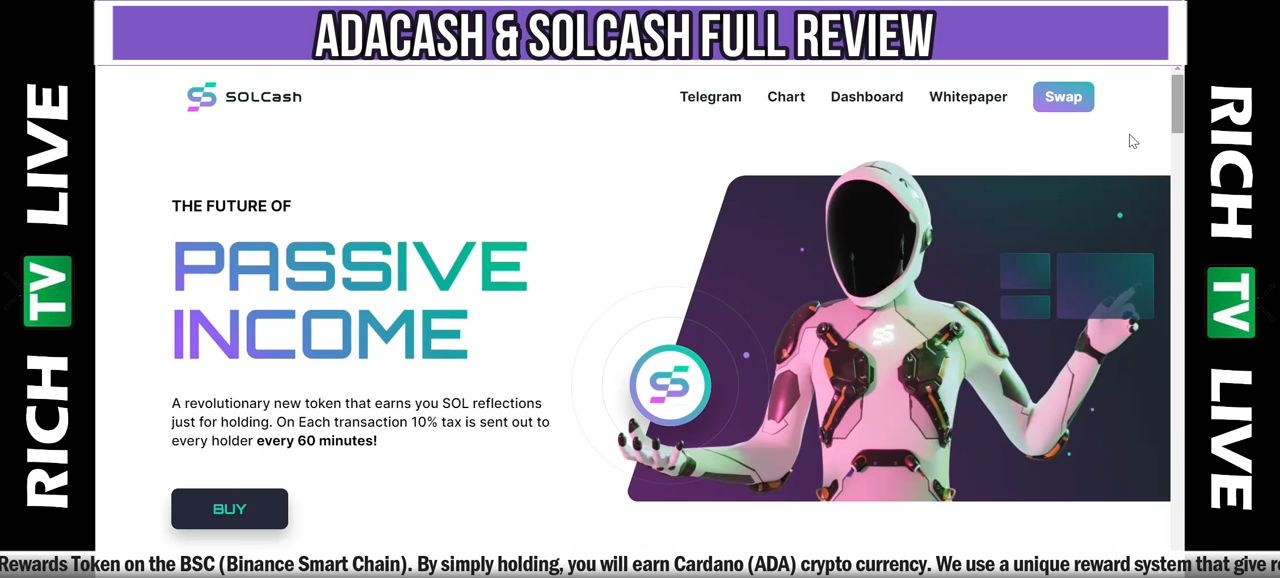 ADACASH & SOLCASH FULL REVIEW
RICH TV LIVE
SOLCash
Telegram
Chart
Dashboard
Whitepaper
Swap
THE FUTURE OF
PASSIVE
INCOME
A revolutionary new token that earns you SOL reflections
just for holding. On Each transaction 10% tax is sent out to
every holder every 60 minutes!
BUY
RICH TV LIVE
Rewards Token on the BSC (Binance Smart Chain). By simply holding, you will earn Cardano (ADA) crypto currency. We use a unique reward system that give